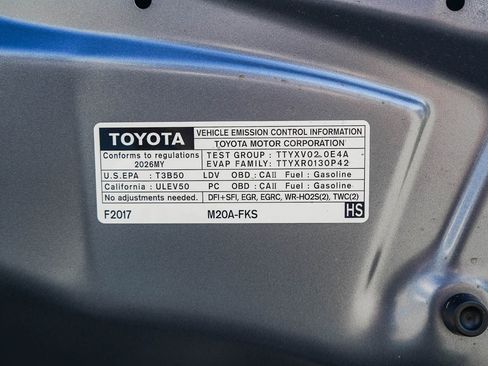 TOYOTA
VEHICLE EMISSION CONTROL INFORMATION
TOYOTA MOTOR CORPORATION
Conforms to regulations
2026MY
TEST GROUP : TTYXV02.0E4A
EVAP FAMILY: TTYXR0130P42
U.S.EPA : T3B50 LDV OBD : CAII Fuel : Gasoline
California : ULEV50 PC OBD : CAII Fuel : Gasoline
No adjustments needed. DFI+SFI, EGR, EGRC, WR-HO2S(2), TWC(2)
F2017 M20A-FKS HS